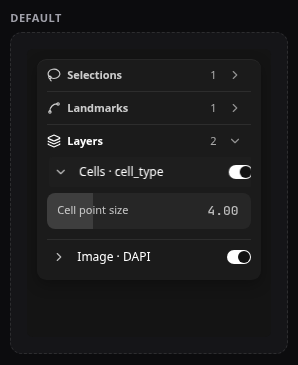 DEFAULT
Selections 1
Landmarks 1
Layers 2
Cells · cell_type
Cell point size 4.00
Image · DAPI